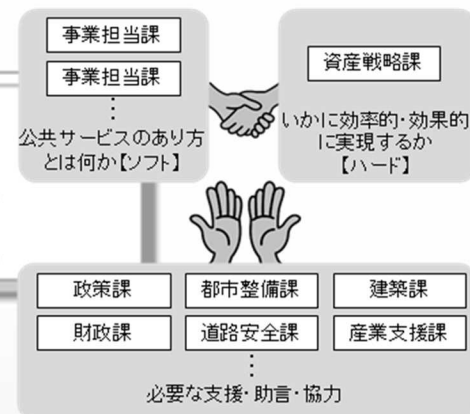 事業担当課
事業担当課
⋮
公共サービスのあり方
とは何か【ソフト】
資産戦略課
いかに効率的・効果的
に実現するか
【ハード】
政策課
都市整備課
建築課
財政課
道路安全課
産業支援課
⋮
必要な支援・助言・協力